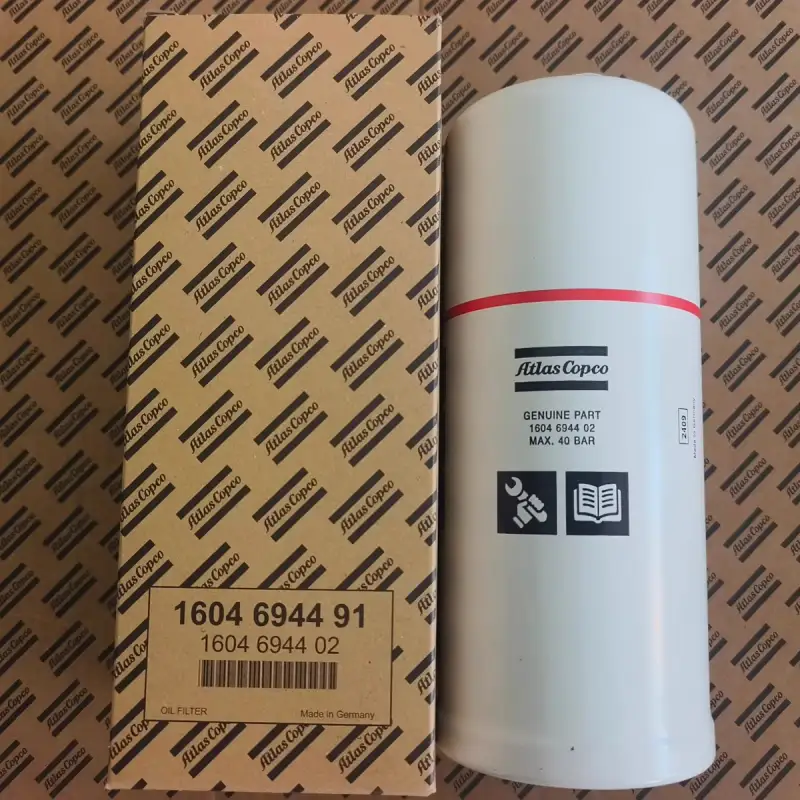 Atlas Copco
1604 6944 91
1604 6944 02
OIL FILTER
Made in Germany
Atlas Copco
GENUINE PART
1604 6944 02
MAX. 40 BAR
2409